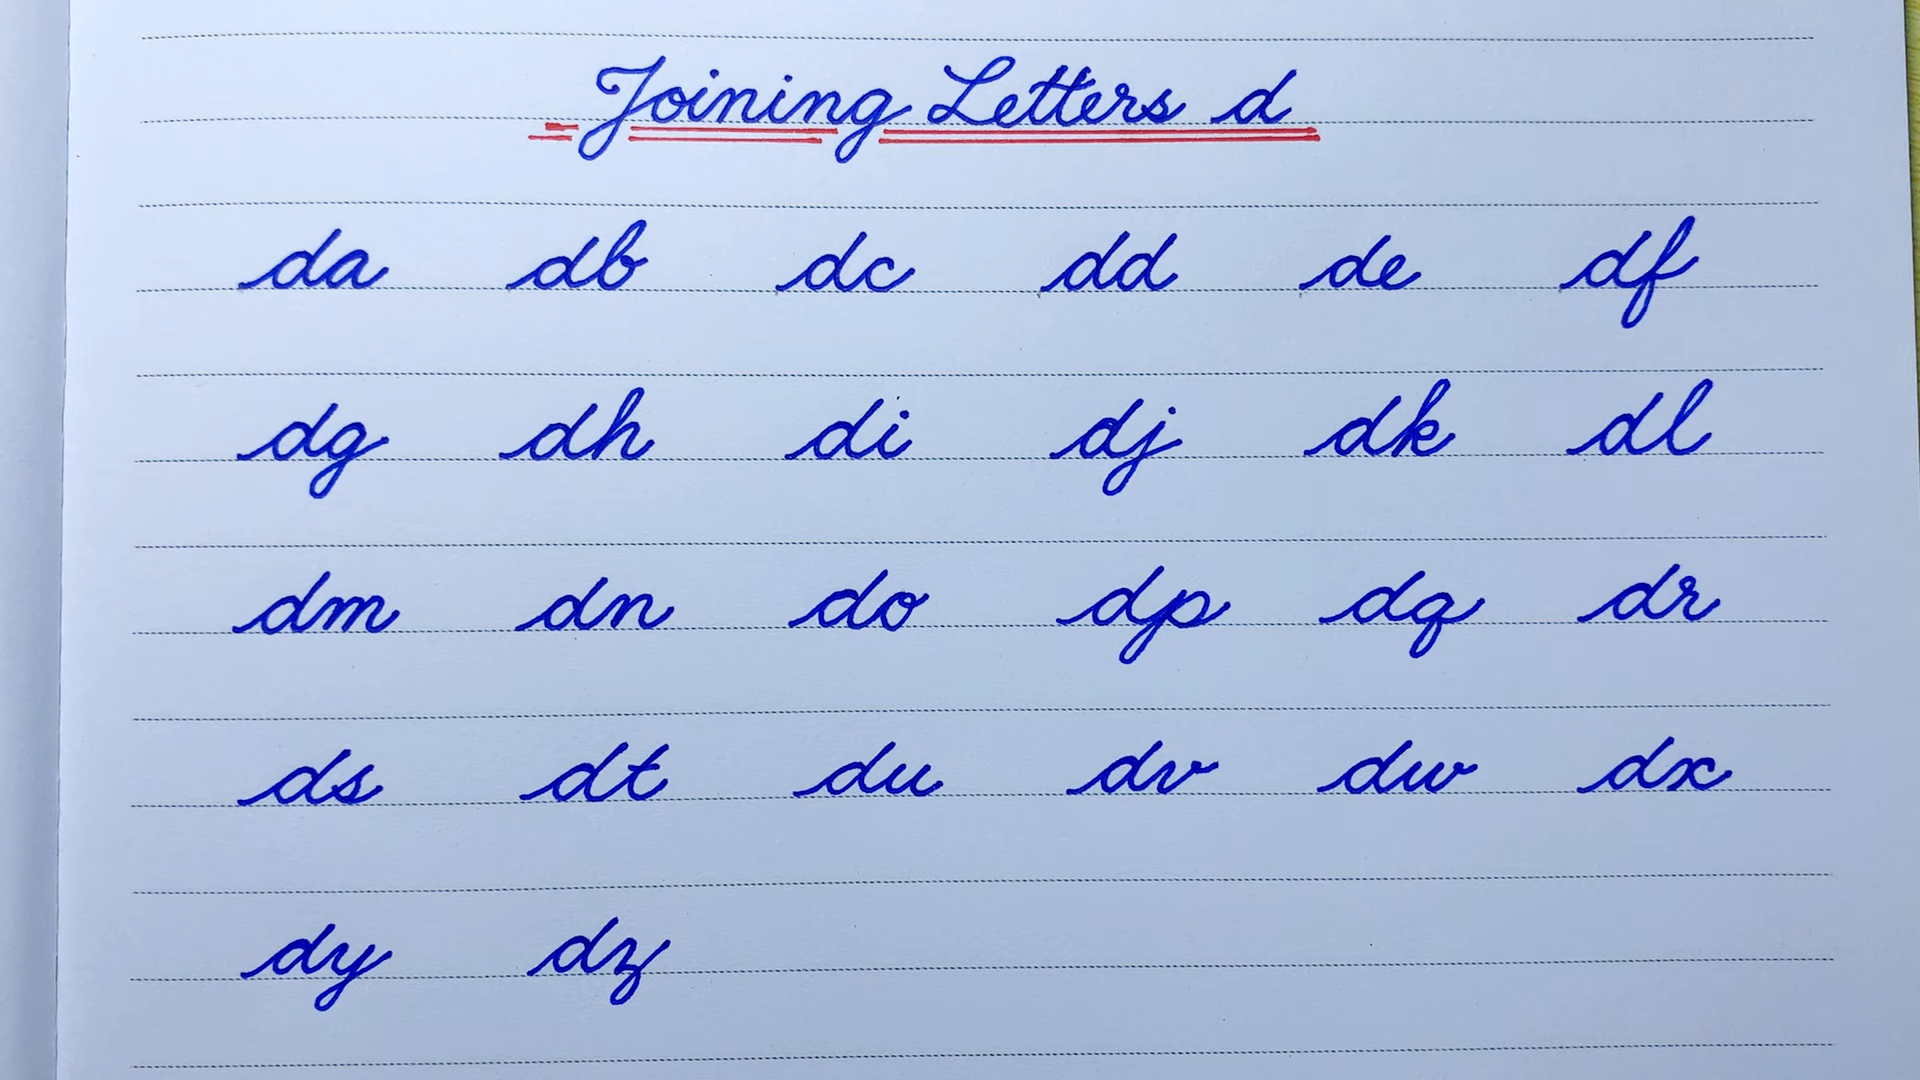 Joining Letters d
da db dc dd de df
dg dh di dj dk dl
dm dn do dp dq dr
ds dt du dv dw dx
dy dz